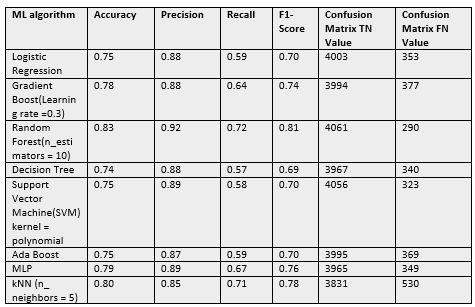 ML algorithm Accuracy Precision Recall F1-
Score Confusion
Matrix TN
Value Confusion
Matrix FN
Value
Logistic
Regression 0.75 0.88 0.59 0.70 4003 353
Gradient
Boost(Learnin
g rate =0.3) 0.78 0.88 0.64 0.74 3994 377
Random
Forest(n_esti
mators = 10) 0.83 0.92 0.72 0.81 4061 290
Decision Tree 0.74 0.88 0.57 0.69 3967 340
Support
Vector
Machine(SVM)
kernel =
polynomial 0.75 0.89 0.58 0.70 4056 323
Ada Boost 0.75 0.87 0.59 0.70 3995 369
MLP 0.79 0.89 0.67 0.76 3965 349
kNN (n_
neighbors = 5) 0.80 0.85 0.71 0.78 3831 530